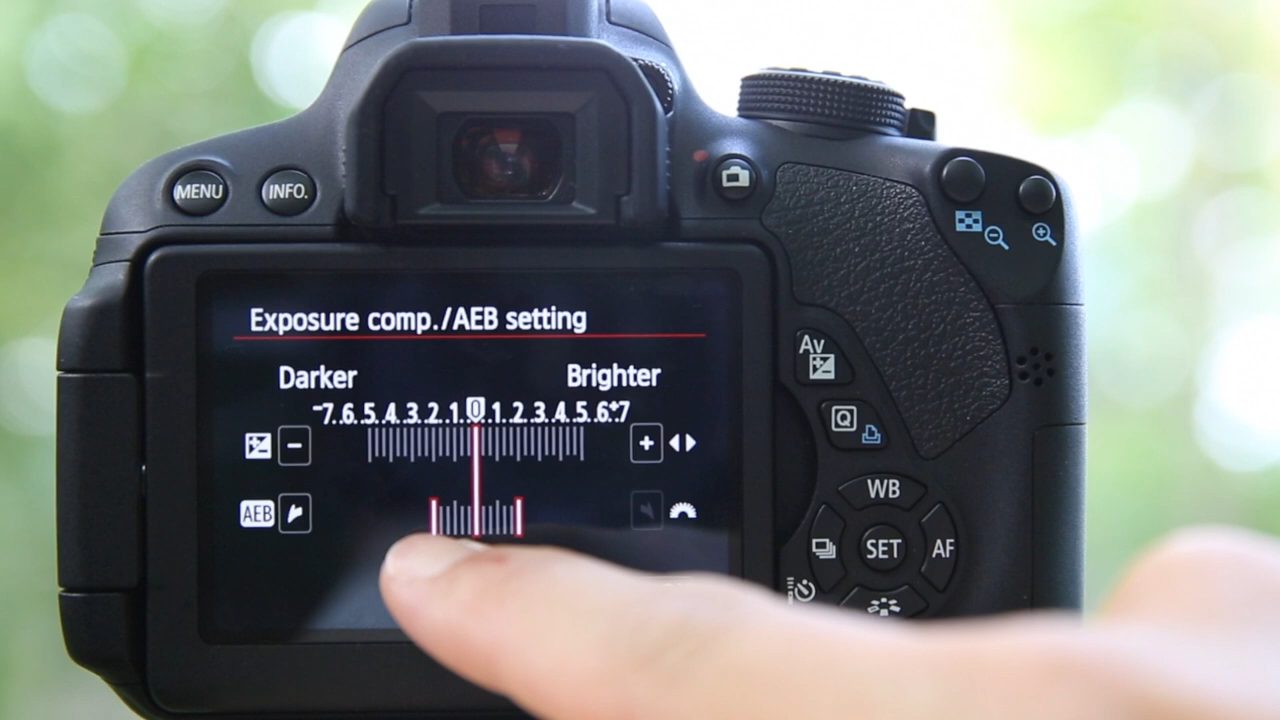 MENU INFO.
Exposure comp./AEB setting
Darker Brighter
-7.6.5.4.3.2.1.0.1.2.3.4.5.6.+7
− +
AEB
Av
Q
WB
SET AF